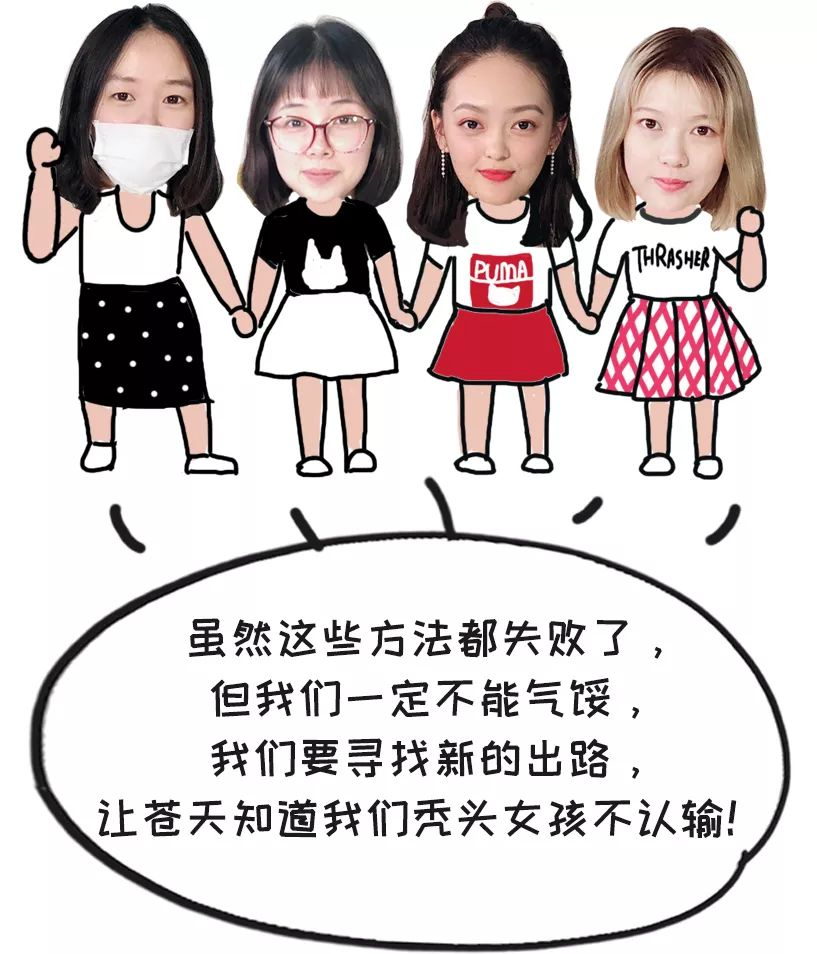 PUMA
THRASHER
虽然这些方法都失败了，
但我们一定不能气馁，
我们要寻找新的出路，
让苍天知道我们秃头女孩不认输！